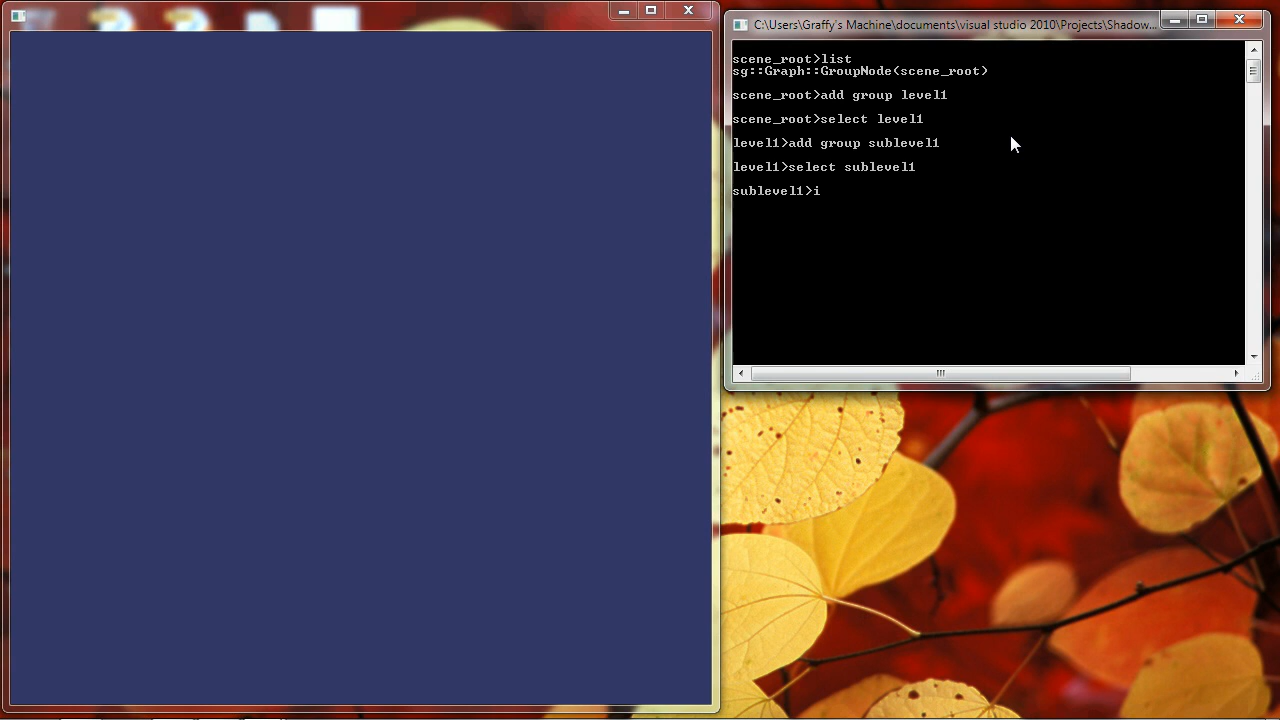 C:\Users\Graffy's Machine\documents\visual studio 2010\Projects\Shadow...
scene_root>list
sg::Graph::GroupNode(scene_root)
scene_root>add group level1
scene_root>select level1
level1>add group sublevel1
level1>select sublevel1
sublevel1>i